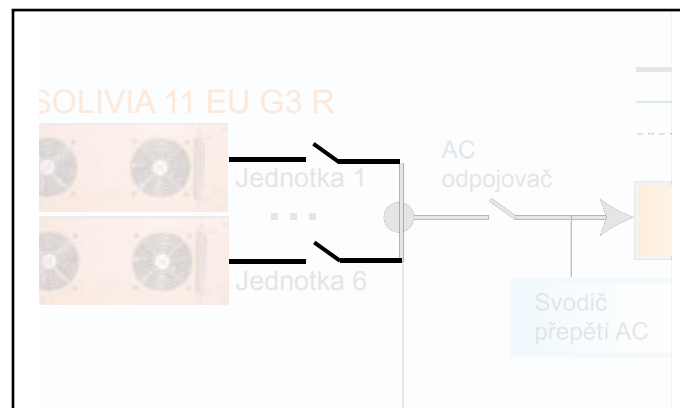 SOLIVIA 11 EU G3 R
Jednotka 1
AC
odpojovač
Jednotka 6
Svodič
přepětí AC